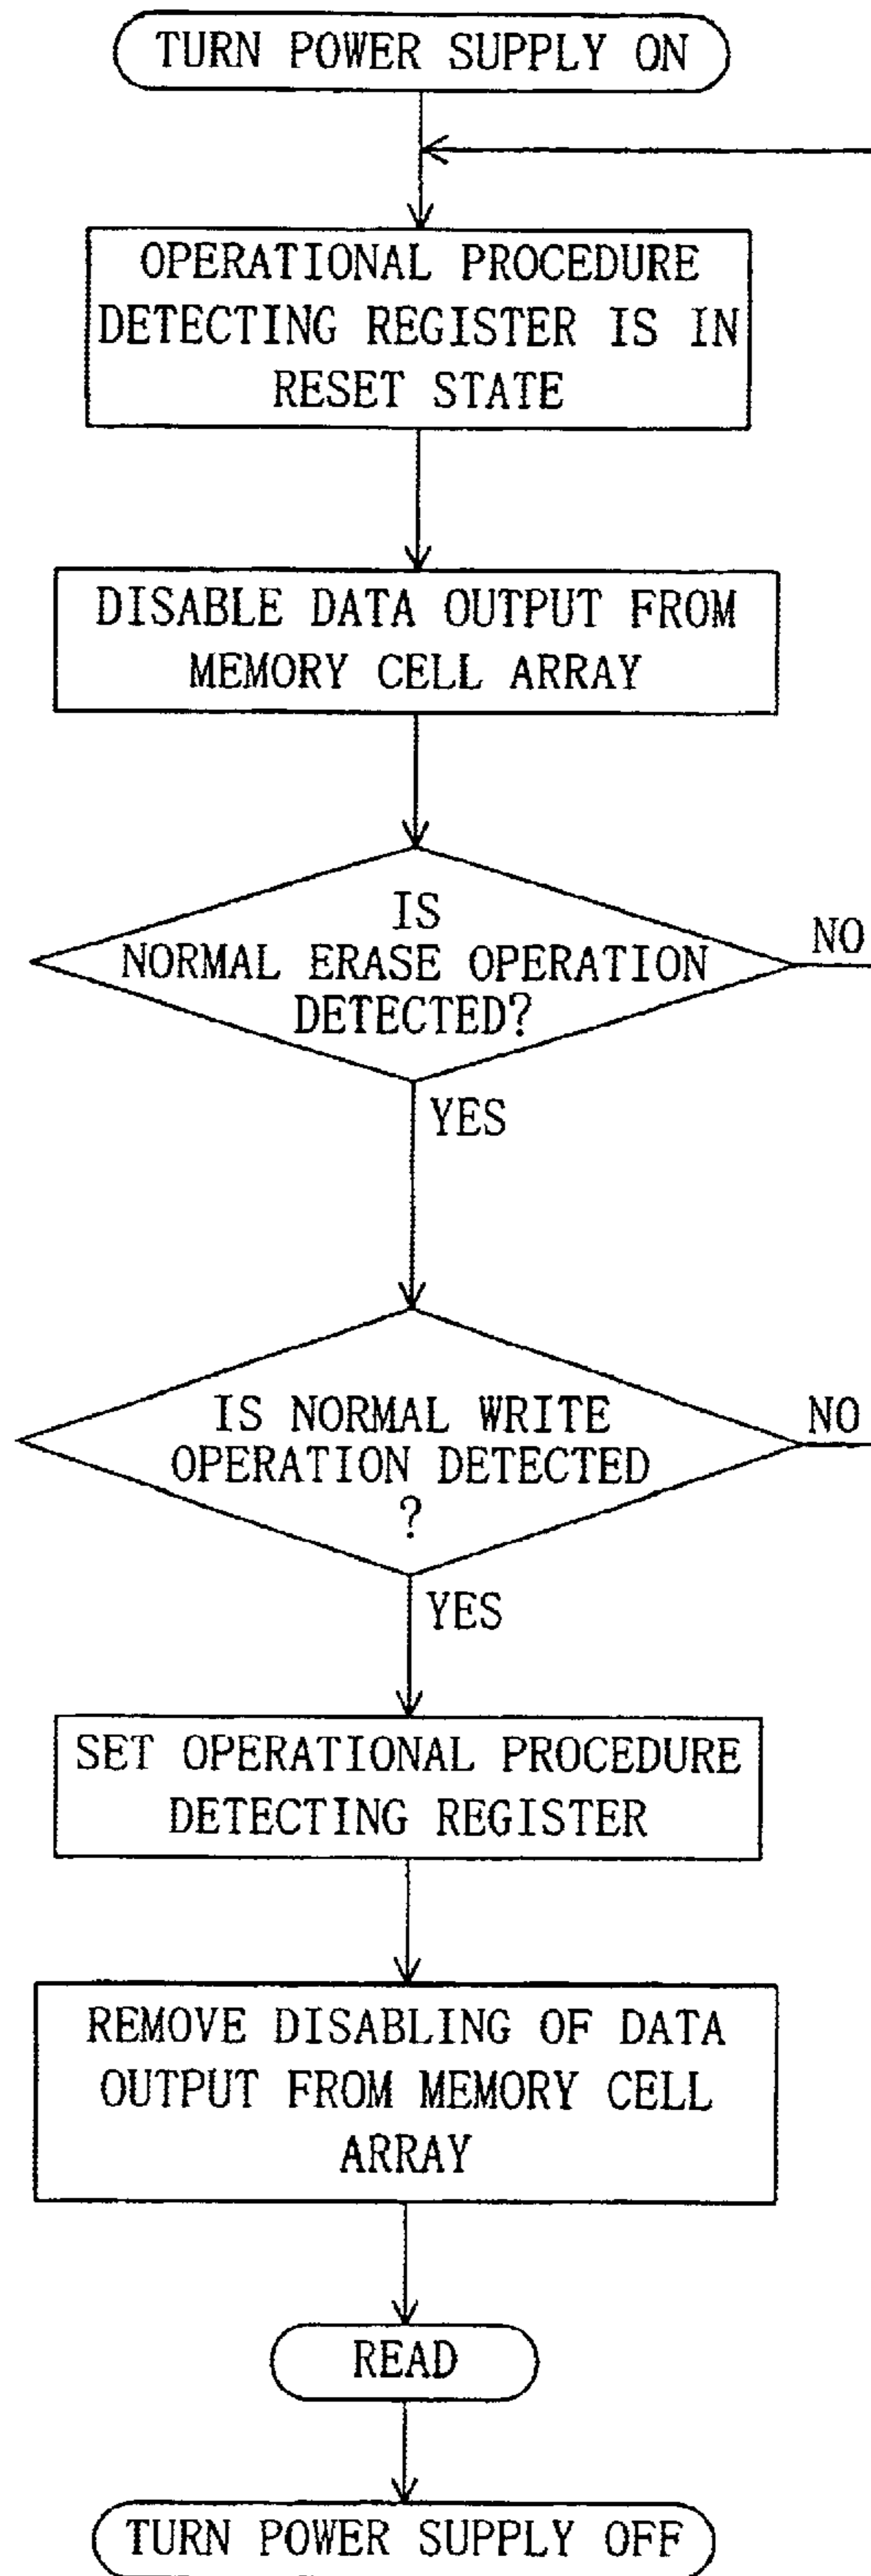 TURN POWER SUPPLY ON
OPERATIONAL PROCEDURE
DETECTING REGISTER IS IN
RESET STATE
DISABLE DATA OUTPUT FROM
MEMORY CELL ARRAY
IS
NORMAL ERASE OPERATION
DETECTED?
NO
YES
IS NORMAL WRITE
OPERATION DETECTED
?
NO
YES
SET OPERATIONAL PROCEDURE
DETECTING REGISTER
REMOVE DISABLING OF DATA
OUTPUT FROM MEMORY CELL
ARRAY
READ
TURN POWER SUPPLY OFF